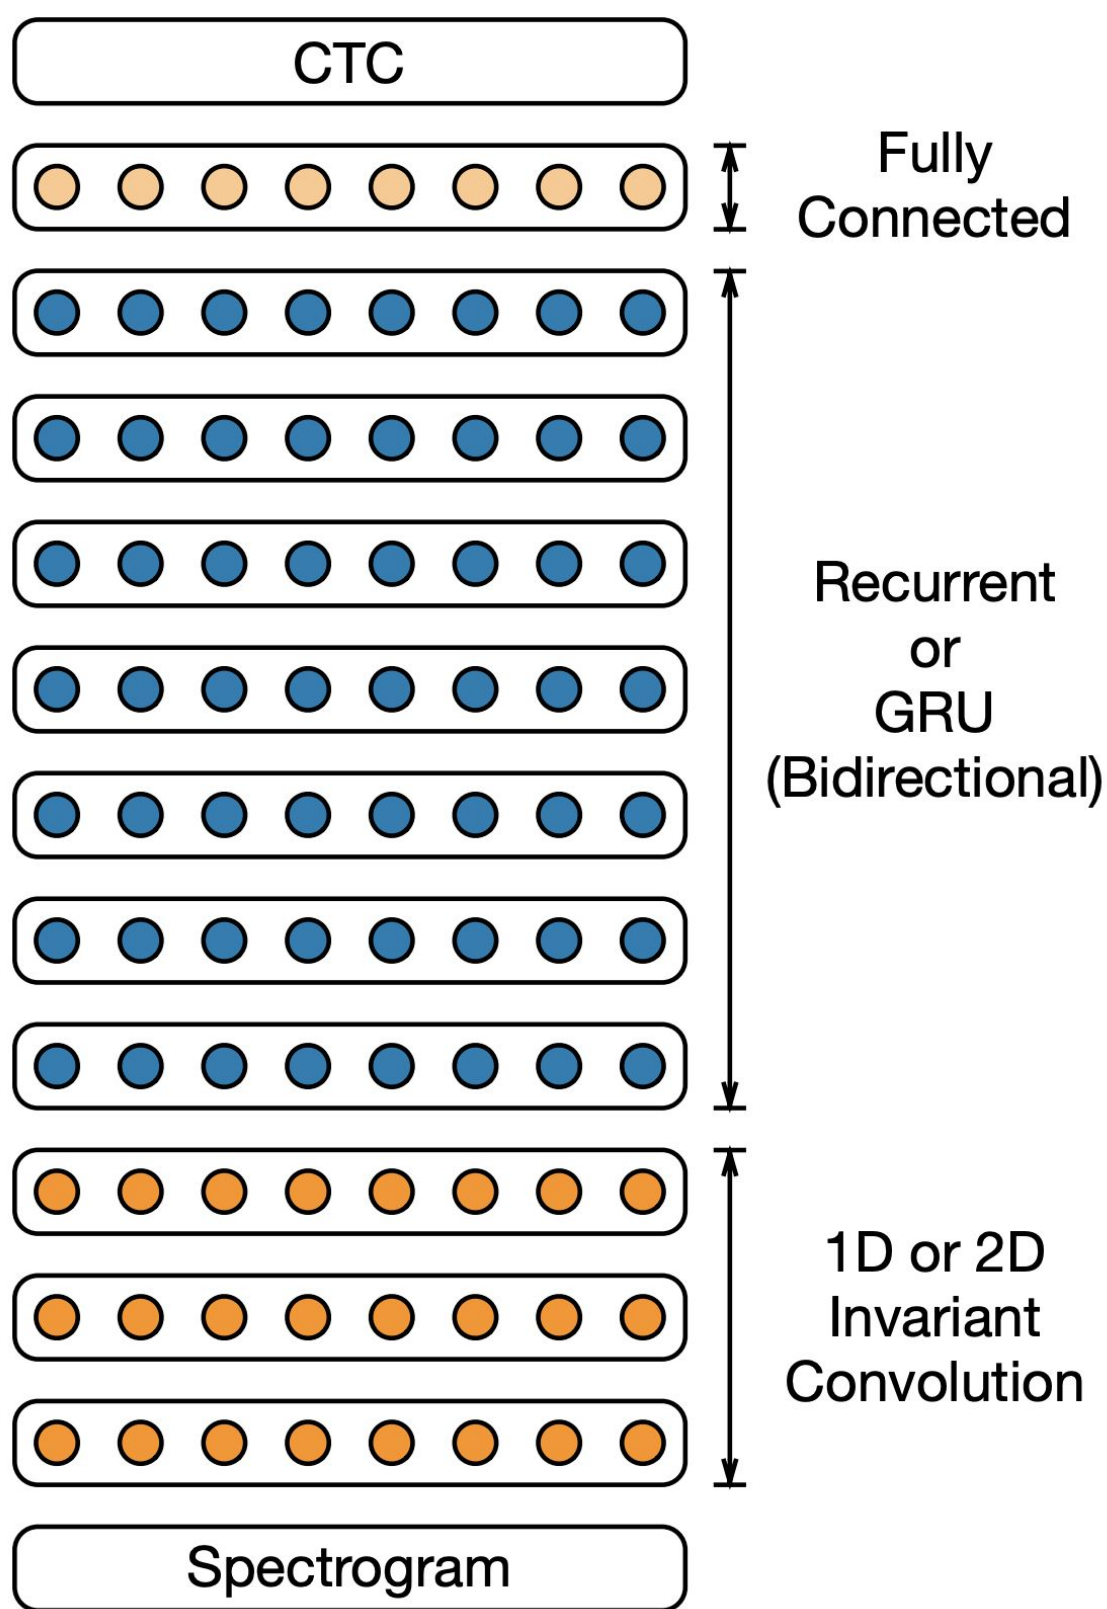 CTC
Fully
Connected
Recurrent
or
GRU
(Bidirectional)
1D or 2D
Invariant
Convolution
Spectrogram